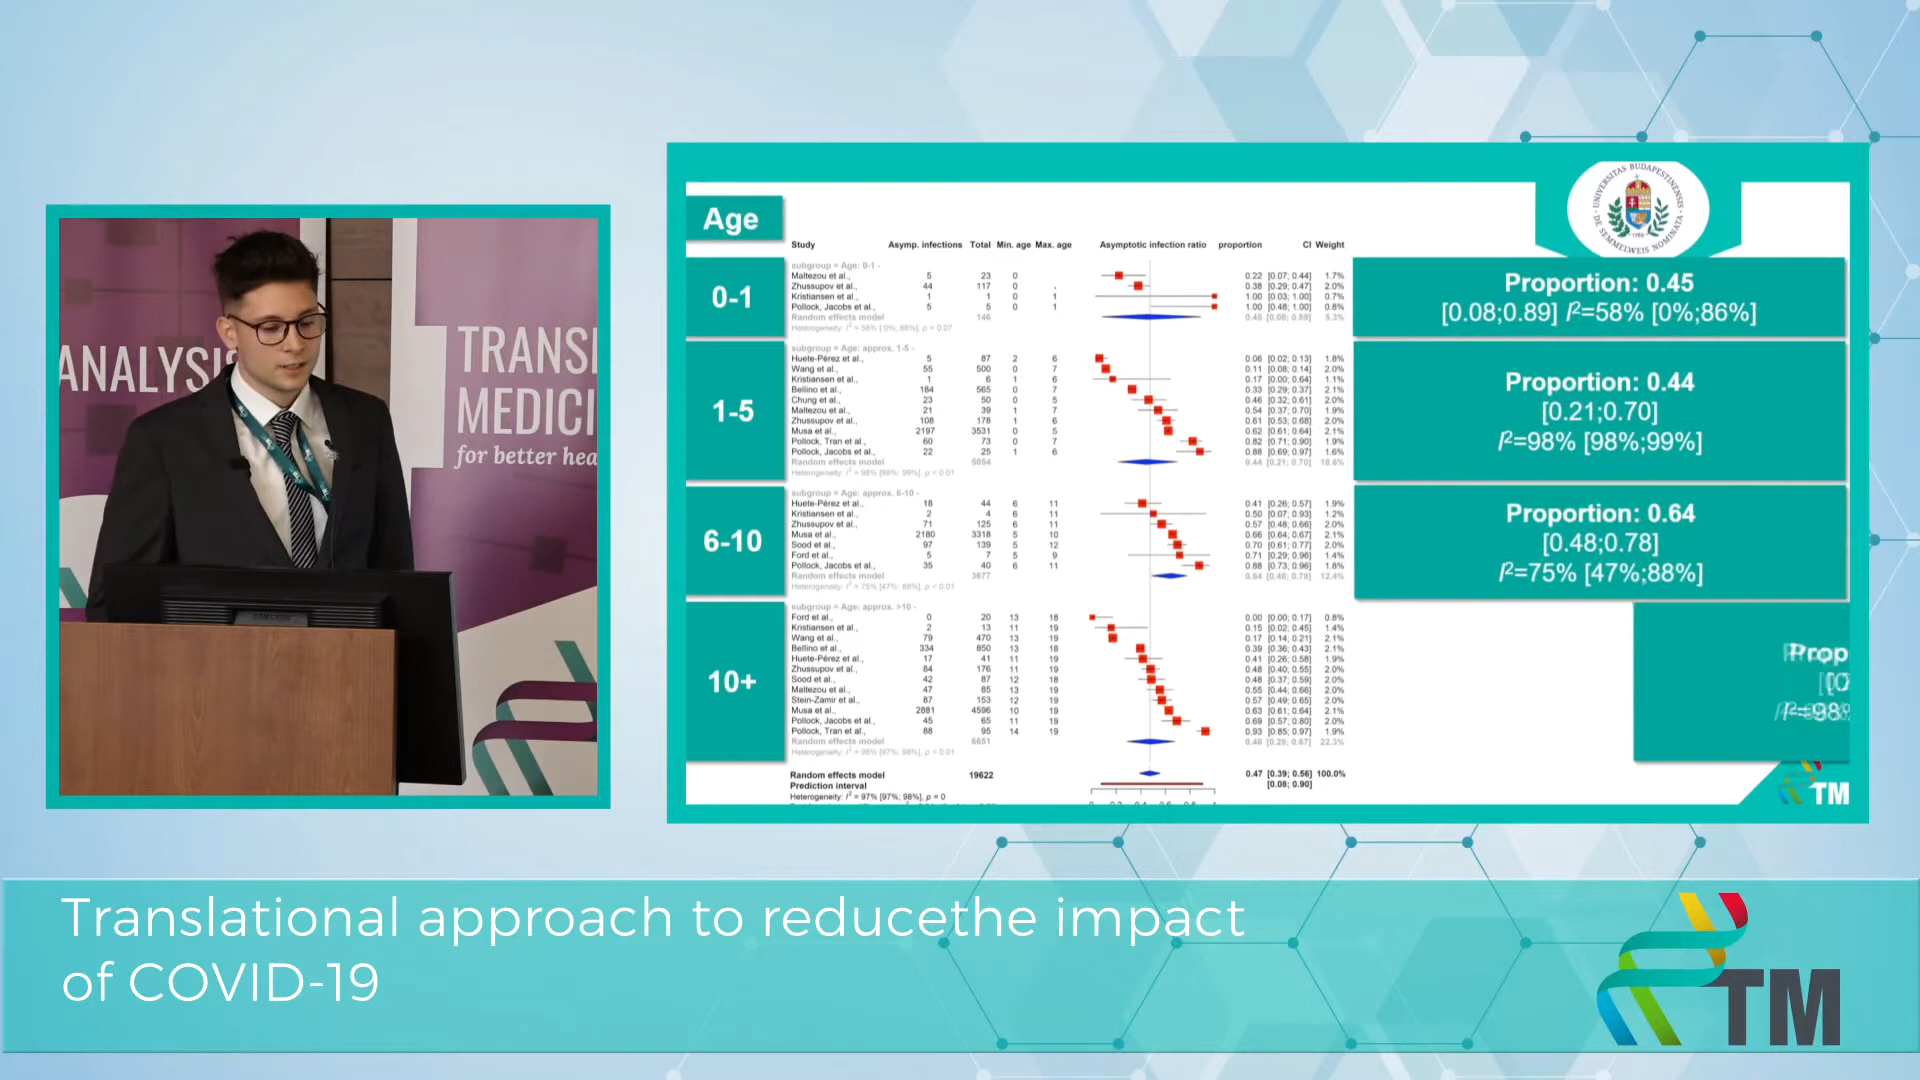 ANALYSIS
TRANSL
MEDICI
for better hea
SAMSUNG
Age
UNIVERSITAS BUDAPESTINENSIS DE SEMMELWEIS NOMINATA
Study Asymp. infections Total Min. age Max. age Asymptotic infection ratio proportion CI Weight
0-1
subgroup = Age: 0-1 -
Maltezou et al., 5 23 0 0.22 [0.07; 0.44] 1.7%
Zhussupov et al., 44 117 0 . 0.38 [0.29; 0.47] 2.0%
Kristiansen et al., 1 1 0 1 1.00 [0.03; 1.00] 0.7%
Pollock, Jacobs et al., 5 5 0 1 1.00 [0.48; 1.00] 0.8%
Random effects model 146 0.45 [0.08; 0.89] 5.3%
Heterogeneity: I² = 58% [ 0%; 86%], p = 0.07
Proportion: 0.45
[0.08;0.89] I²=58% [0%;86%]
1-5
subgroup = Age: approx. 1-5 -
Huete-Pérez et al., 5 87 2 6 0.06 [0.02; 0.13] 1.8%
Wang et al., 55 500 0 7 0.11 [0.08; 0.14] 2.0%
Kristiansen et al., 1 6 1 6 0.17 [0.00; 0.64] 1.1%
Bellino et al., 184 565 0 7 0.33 [0.29; 0.37] 2.1%
Chung et al., 23 50 0 5 0.46 [0.32; 0.61] 2.0%
Maltezou et al., 21 39 1 7 0.54 [0.37; 0.70] 1.9%
Zhussupov et al., 108 178 1 6 0.61 [0.53; 0.68] 2.0%
Musa et al., 2197 3531 0 5 0.62 [0.61; 0.64] 2.1%
Pollock, Tran et al., 60 73 0 7 0.82 [0.71; 0.90] 1.9%
Pollock, Jacobs et al., 22 25 1 6 0.88 [0.69; 0.97] 1.6%
Random effects model 5054 0.44 [0.21; 0.70] 18.6%
Heterogeneity: I² = 98% [98%; 99%], p < 0.01
Proportion: 0.44
[0.21;0.70]
I²=98% [98%;99%]
6-10
subgroup = Age: approx. 6-10 -
Huete-Pérez et al., 18 44 6 11 0.41 [0.26; 0.57] 1.9%
Kristiansen et al., 2 4 6 11 0.50 [0.07; 0.93] 1.2%
Zhussupov et al., 71 125 6 11 0.57 [0.48; 0.66] 2.0%
Musa et al., 2180 3318 5 10 0.66 [0.64; 0.67] 2.1%
Sood et al., 97 139 5 12 0.70 [0.61; 0.77] 2.0%
Ford et al., 5 7 5 9 0.71 [0.29; 0.96] 1.4%
Pollock, Jacobs et al., 35 40 6 11 0.88 [0.73; 0.96] 1.8%
Random effects model 3677 0.64 [0.48; 0.78] 12.4%
Heterogeneity: I² = 75% [47%; 88%], p < 0.01
Proportion: 0.64
[0.48;0.78]
I²=75% [47%;88%]
10+
subgroup = Age: approx. >10 -
Ford et al., 0 20 13 18 0.00 [0.00; 0.17] 0.8%
Kristiansen et al., 2 13 11 19 0.15 [0.02; 0.45] 1.4%
Wang et al., 79 470 13 19 0.17 [0.14; 0.21] 2.1%
Bellino et al., 334 850 13 18 0.39 [0.36; 0.43] 2.1%
Huete-Pérez et al., 17 41 11 19 0.41 [0.26; 0.58] 1.9%
Zhussupov et al., 84 176 11 19 0.48 [0.40; 0.55] 2.0%
Sood et al., 42 87 12 18 0.48 [0.37; 0.59] 2.0%
Maltezou et al., 47 85 13 19 0.55 [0.44; 0.66] 2.0%
Stein-Zamir et al., 87 153 12 19 0.57 [0.49; 0.65] 2.0%
Musa et al., 2881 4596 10 19 0.63 [0.61; 0.64] 2.1%
Pollock, Jacobs et al., 45 65 11 19 0.69 [0.57; 0.80] 2.0%
Pollock, Tran et al., 88 95 14 19 0.93 [0.85; 0.97] 1.9%
Random effects model 6651 0.48 [0.28; 0.67] 22.3%
Heterogeneity: I² = 98% [97%; 98%], p < 0.01
Prop
I²=98%
Random effects model 19622 0.47 [0.39; 0.56] 100.0%
Prediction interval [0.08; 0.90]
Heterogeneity: I² = 97% [97%; 98%], p = 0
0 0.2 0.4 0.6 0.8 1
TM
Translational approach to reducethe impact
of COVID-19
TM